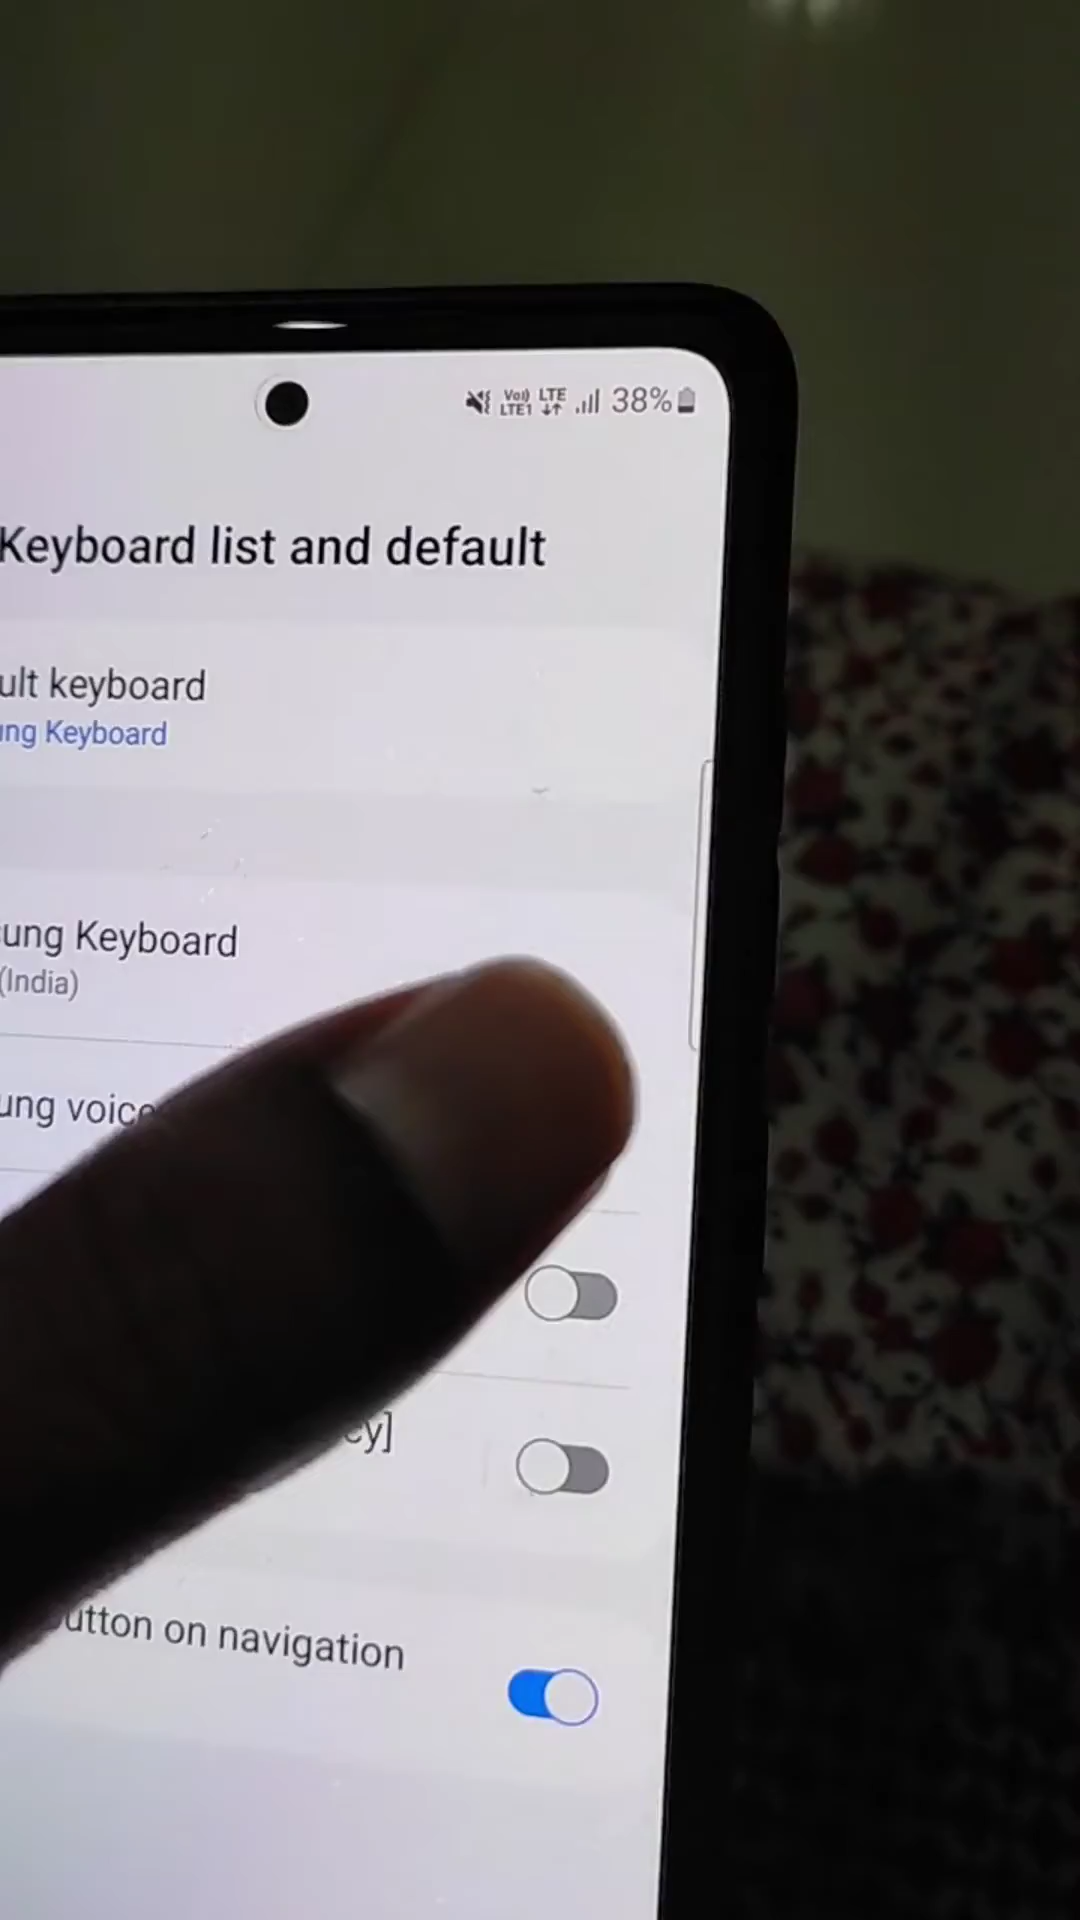 Vo)) LTE 38%
LTE1
Keyboard list and default
ult keyboard
ung Keyboard
ung Keyboard
(India)
ung voice
cy]
utton on navigation